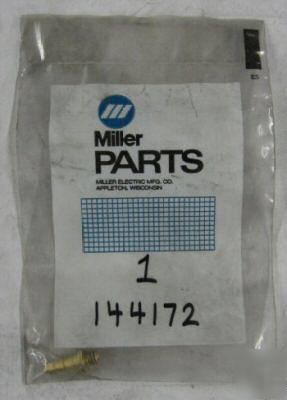 Miller
PARTS
MILLER ELECTRIC MFG. CO.
APPLETON, WISCONSIN
1
144172